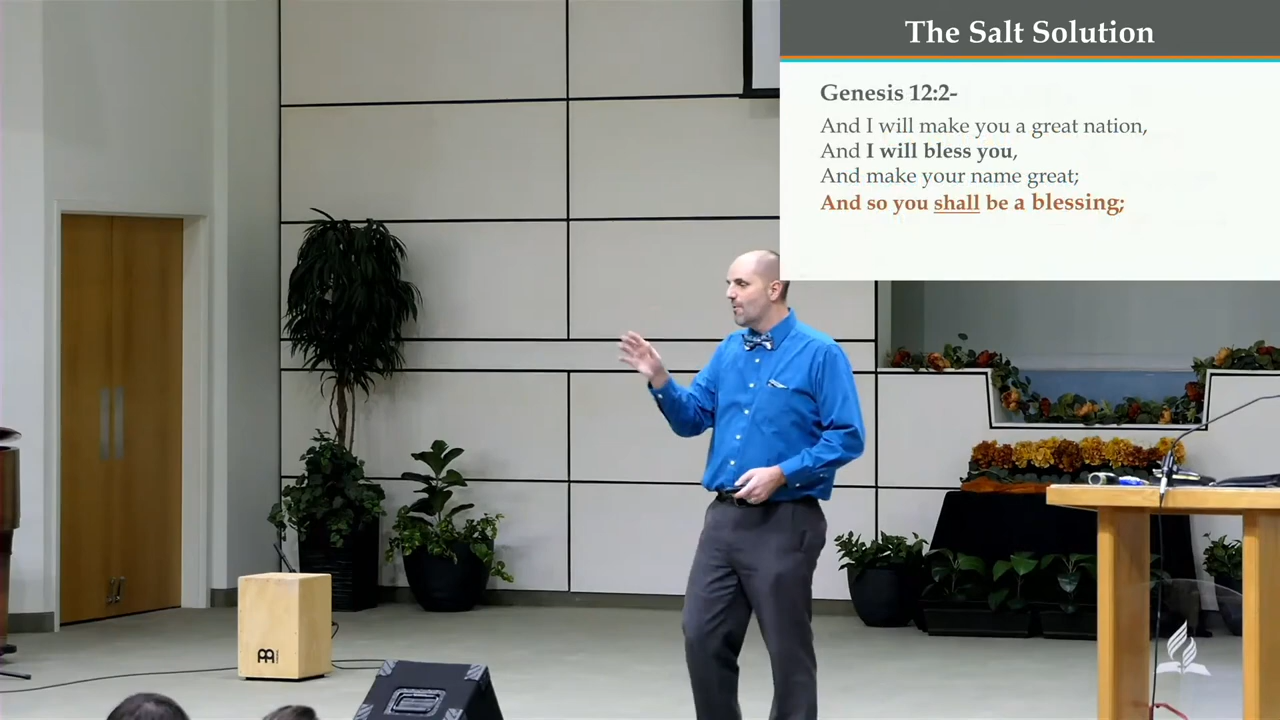 The Salt Solution
Genesis 12:2-
And I will make you a great nation,
And I will bless you,
And make your name great;
And so you shall be a blessing;